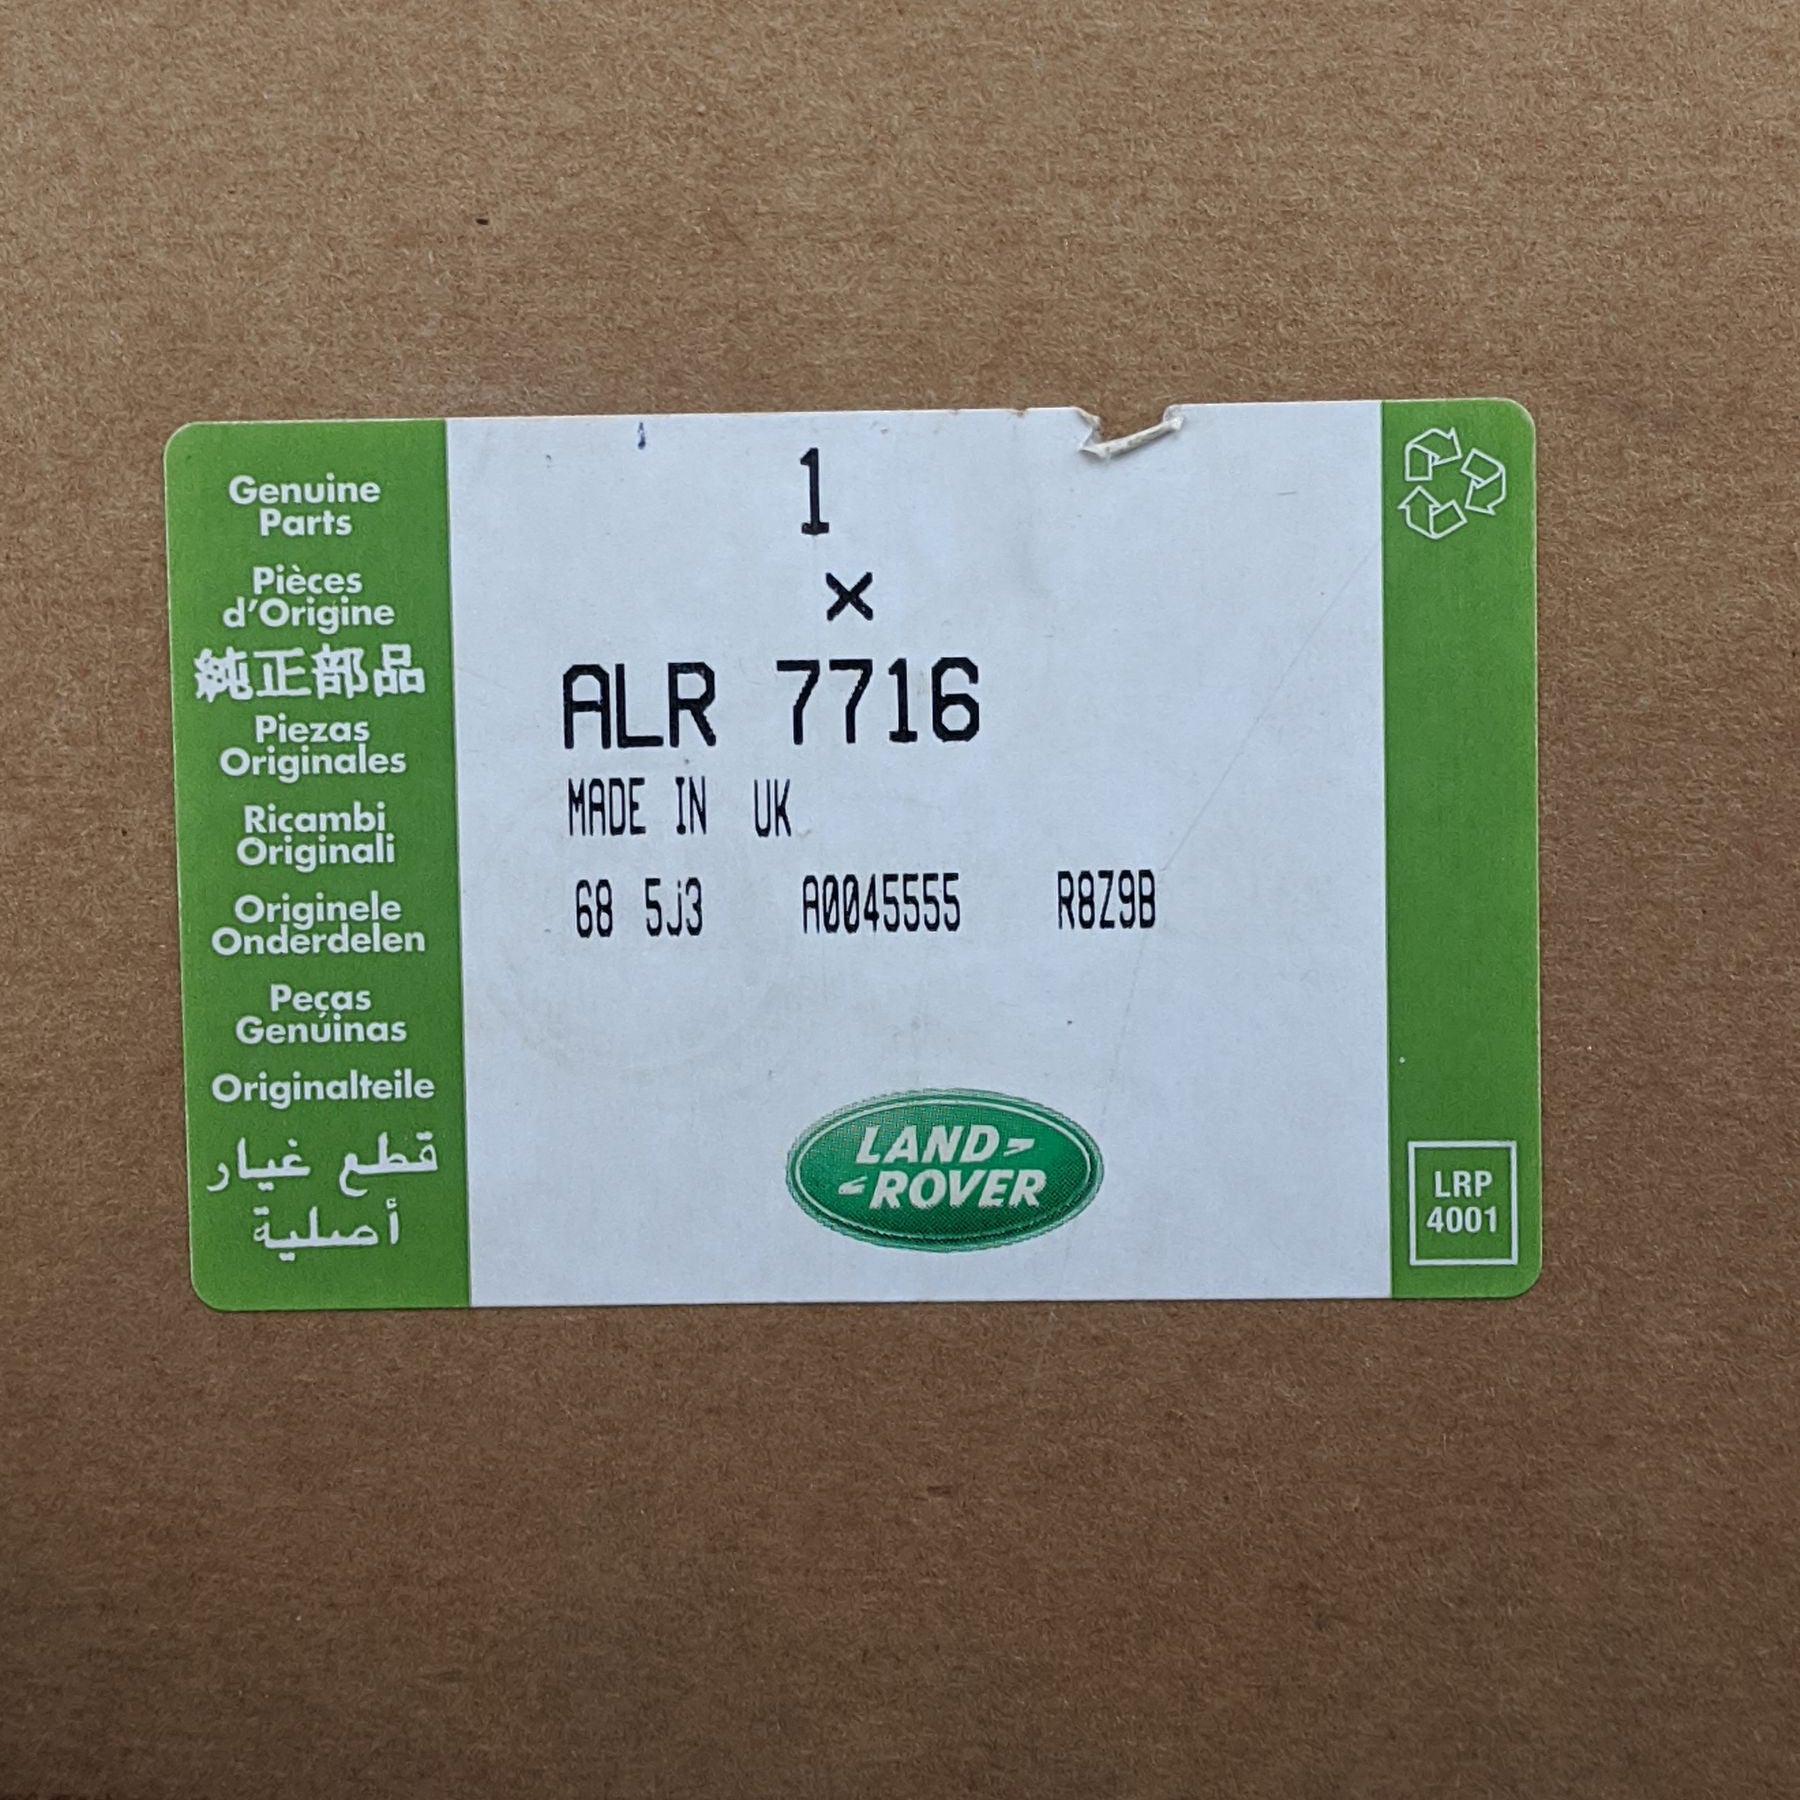 Genuine
Parts
Pièces
d'Origine
純正部品
Piezas
Originales
Ricambi
Originali
Originele
Onderdelen
Peças
Genúinas
Originalteile
قطع غيار
أصلية
1
×
ALR 7716
MADE IN UK
68 5J3 A0045555 R8Z9B
LAND
ROVER
LRP
4001